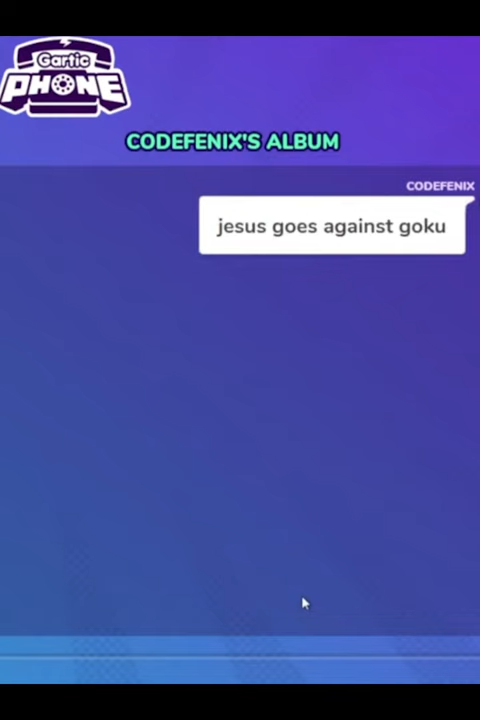 Gartic
PHONE
CODEFENIX'S ALBUM
CODEFENIX
jesus goes against goku